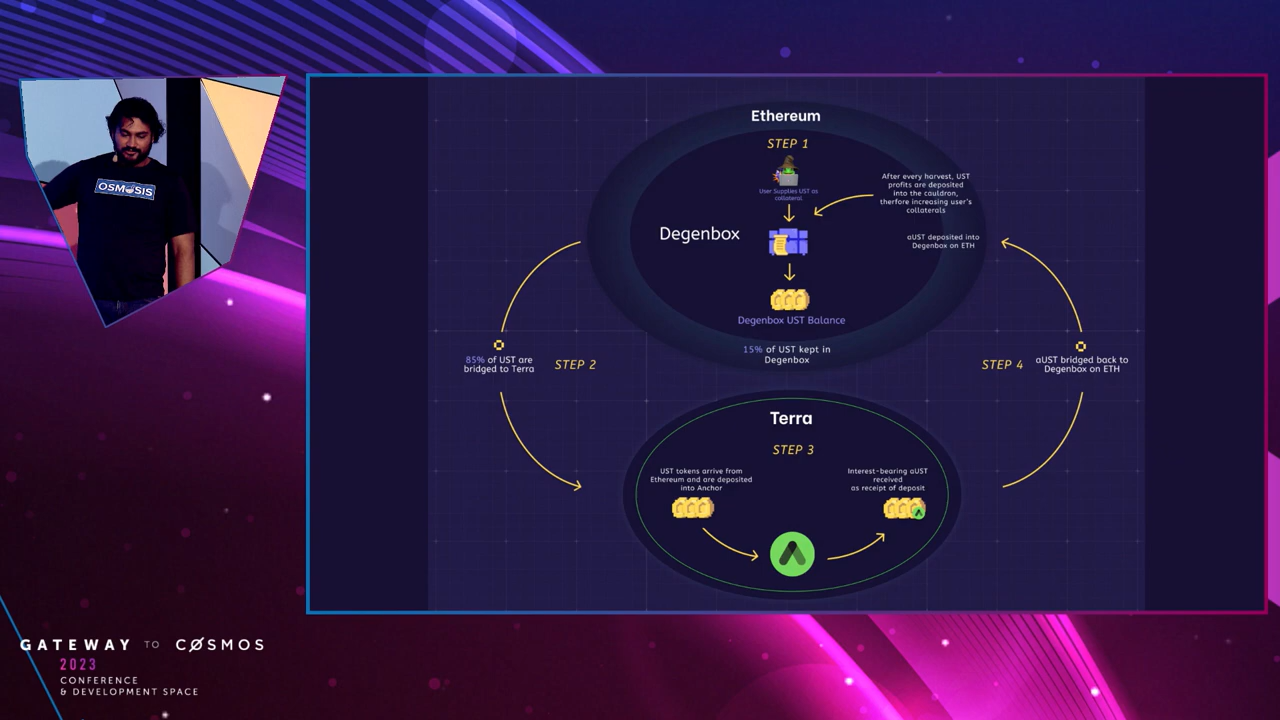 OSMOSIS
Ethereum
STEP 1
User Supplies UST as
collateral.
After every harvest, UST
profits are deposited
into the cauldron,
therfore increasing user's
collaterals
Degenbox
aUST deposited into
Degenbox on ETH
Degenbox UST Balance
15% of UST kept in
Degenbox
85% of UST are
bridged to Terra
STEP 2
STEP 4
aUST bridged back to
Degenbox on ETH
Terra
STEP 3
UST tokens arrive from
Ethereum and are deposited
into Anchor
Interest-bearing aUST
received
as receipt of deposit
GATEWAY TO COSMOS
2023
CONFERENCE
& DEVELOPMENT SPACE